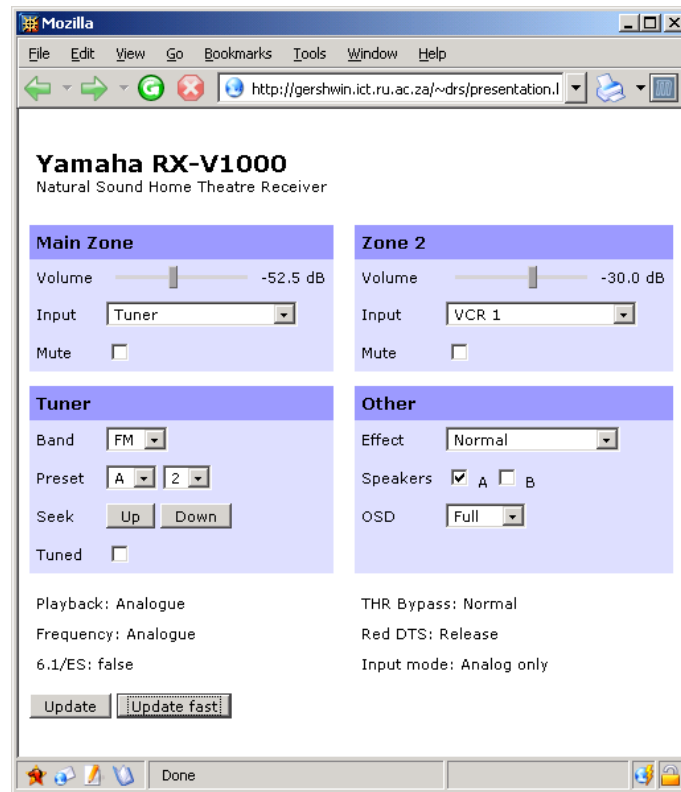 Mozilla
File Edit View Go Bookmarks Tools Window Help
http://gershwin.ict.ru.ac.za/~drs/presentation.l
Yamaha RX-V1000
Natural Sound Home Theatre Receiver
Main Zone
Volume -52.5 dB
Input Tuner
Mute
Zone 2
Volume -30.0 dB
Input VCR 1
Mute
Tuner
Band FM
Preset A 2
Seek Up Down
Tuned
Other
Effect Normal
Speakers A B
OSD Full
Playback: Analogue
Frequency: Analogue
6.1/ES: false
THR Bypass: Normal
Red DTS: Release
Input mode: Analog only
Update Update fast
Done